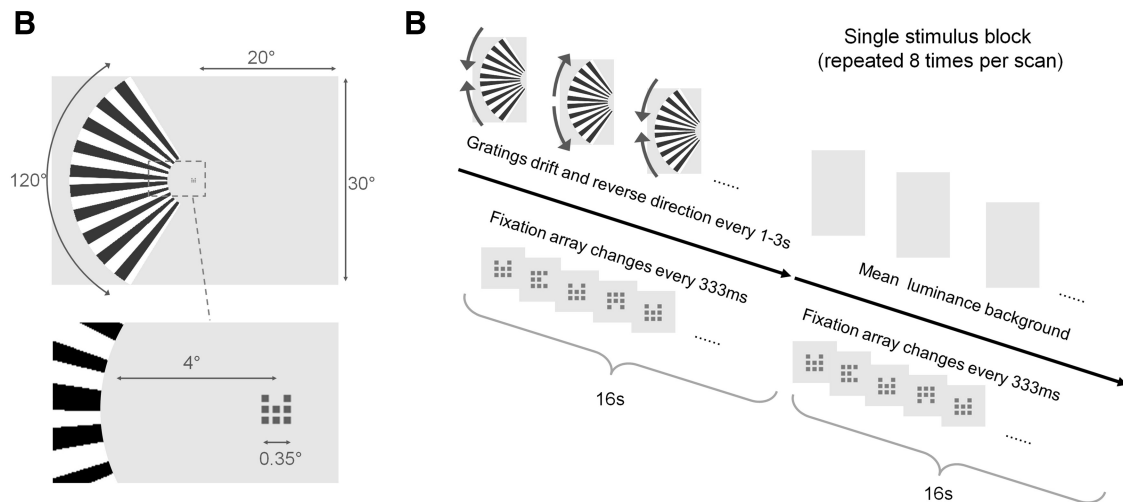 B
20°
120°
30°
4°
0.35°
B
Single stimulus block
(repeated 8 times per scan)
Gratings drift and reverse direction every 1-3s
......
Fixation array changes every 333ms
......
16s
Mean luminance background
......
Fixation array changes every 333ms
......
16s